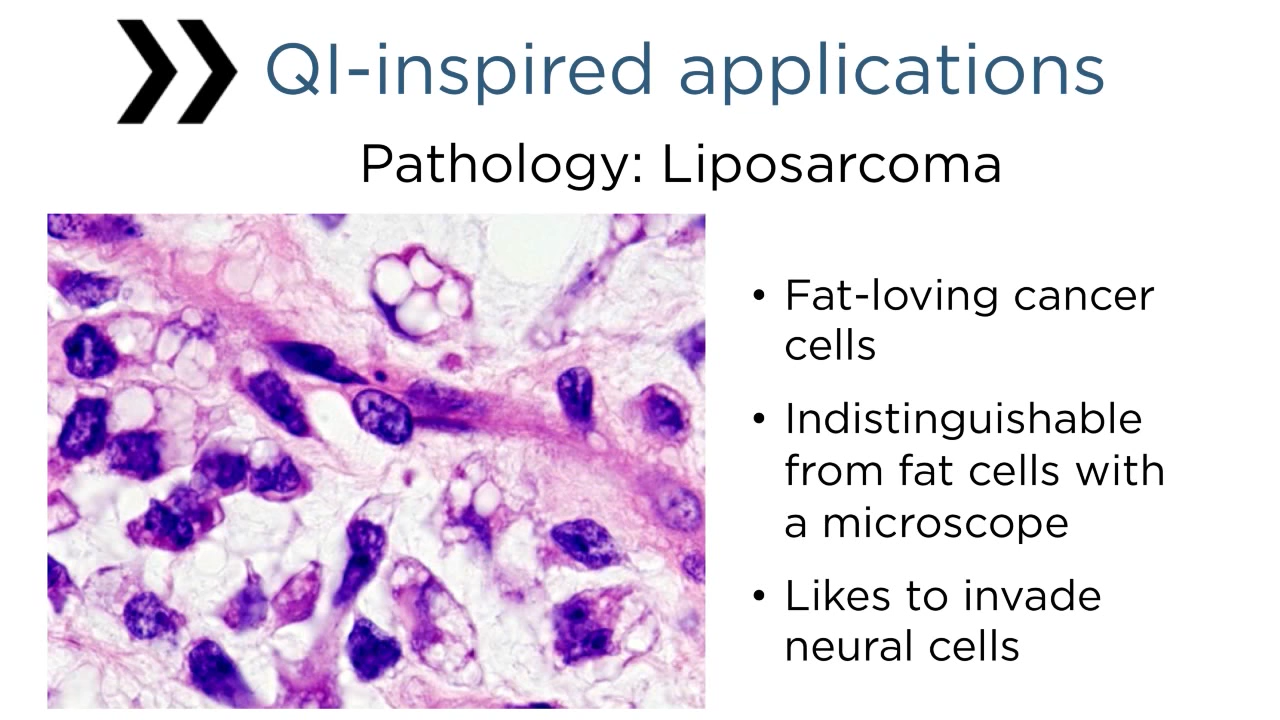 QI-inspired applications
Pathology: Liposarcoma
• Fat-loving cancer
cells
• Indistinguishable
from fat cells with
a microscope
• Likes to invade
neural cells